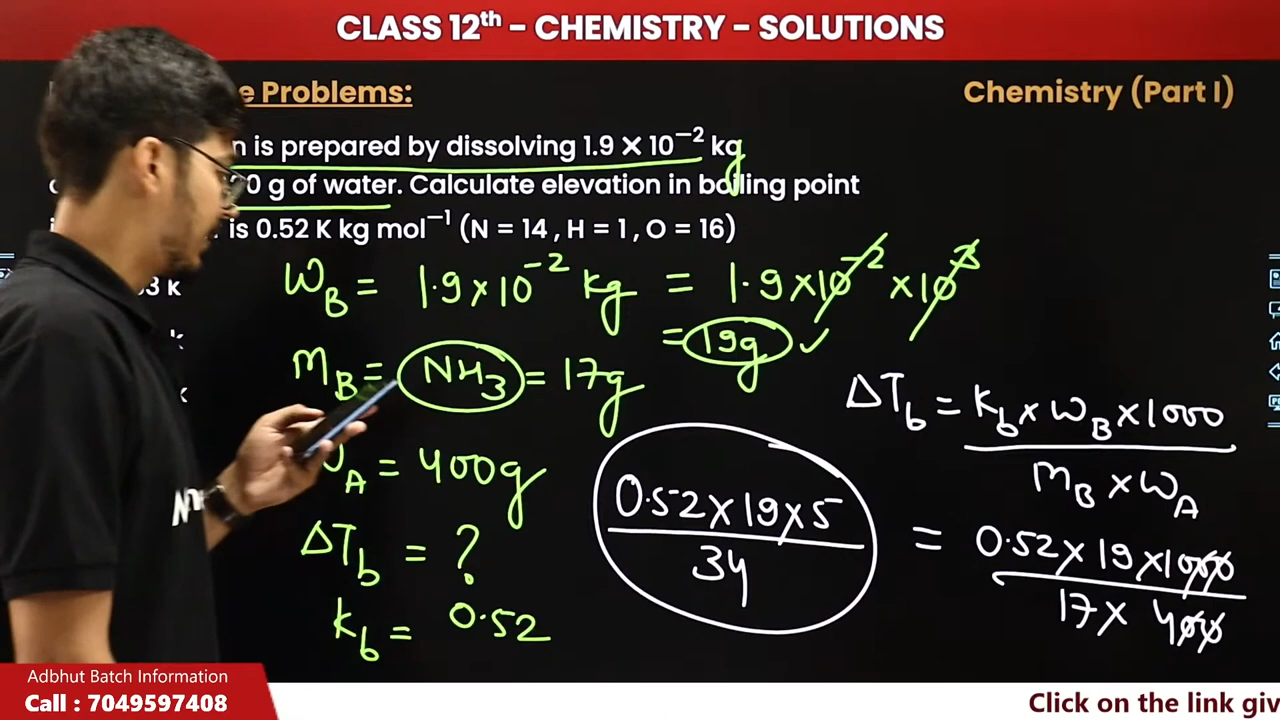 CLASS 12th - CHEMISTRY - SOLUTIONS
e Problems:
Chemistry (Part I)
n is prepared by dissolving 1.9 × 10⁻² kg
0 g of water. Calculate elevation in boiling point
is 0.52 K kg mol⁻¹ (N = 14 , H = 1 , O = 16)
3 k
k
k
W_B = 1.9 × 10⁻² kg = 1.9 × 10⁻² × 10³
= 19g ✓
M_B = NH₃ = 17g
A = 400g
ΔT_b = ?
K_b = 0.52
ΔT_b = K_b × W_B × 1000
M_B × W_A
= 0.52 × 19 × 1000
17 × 400
0.52 × 19 × 5
34
Adbhut Batch Information
Call : 7049597408
Click on the link giv